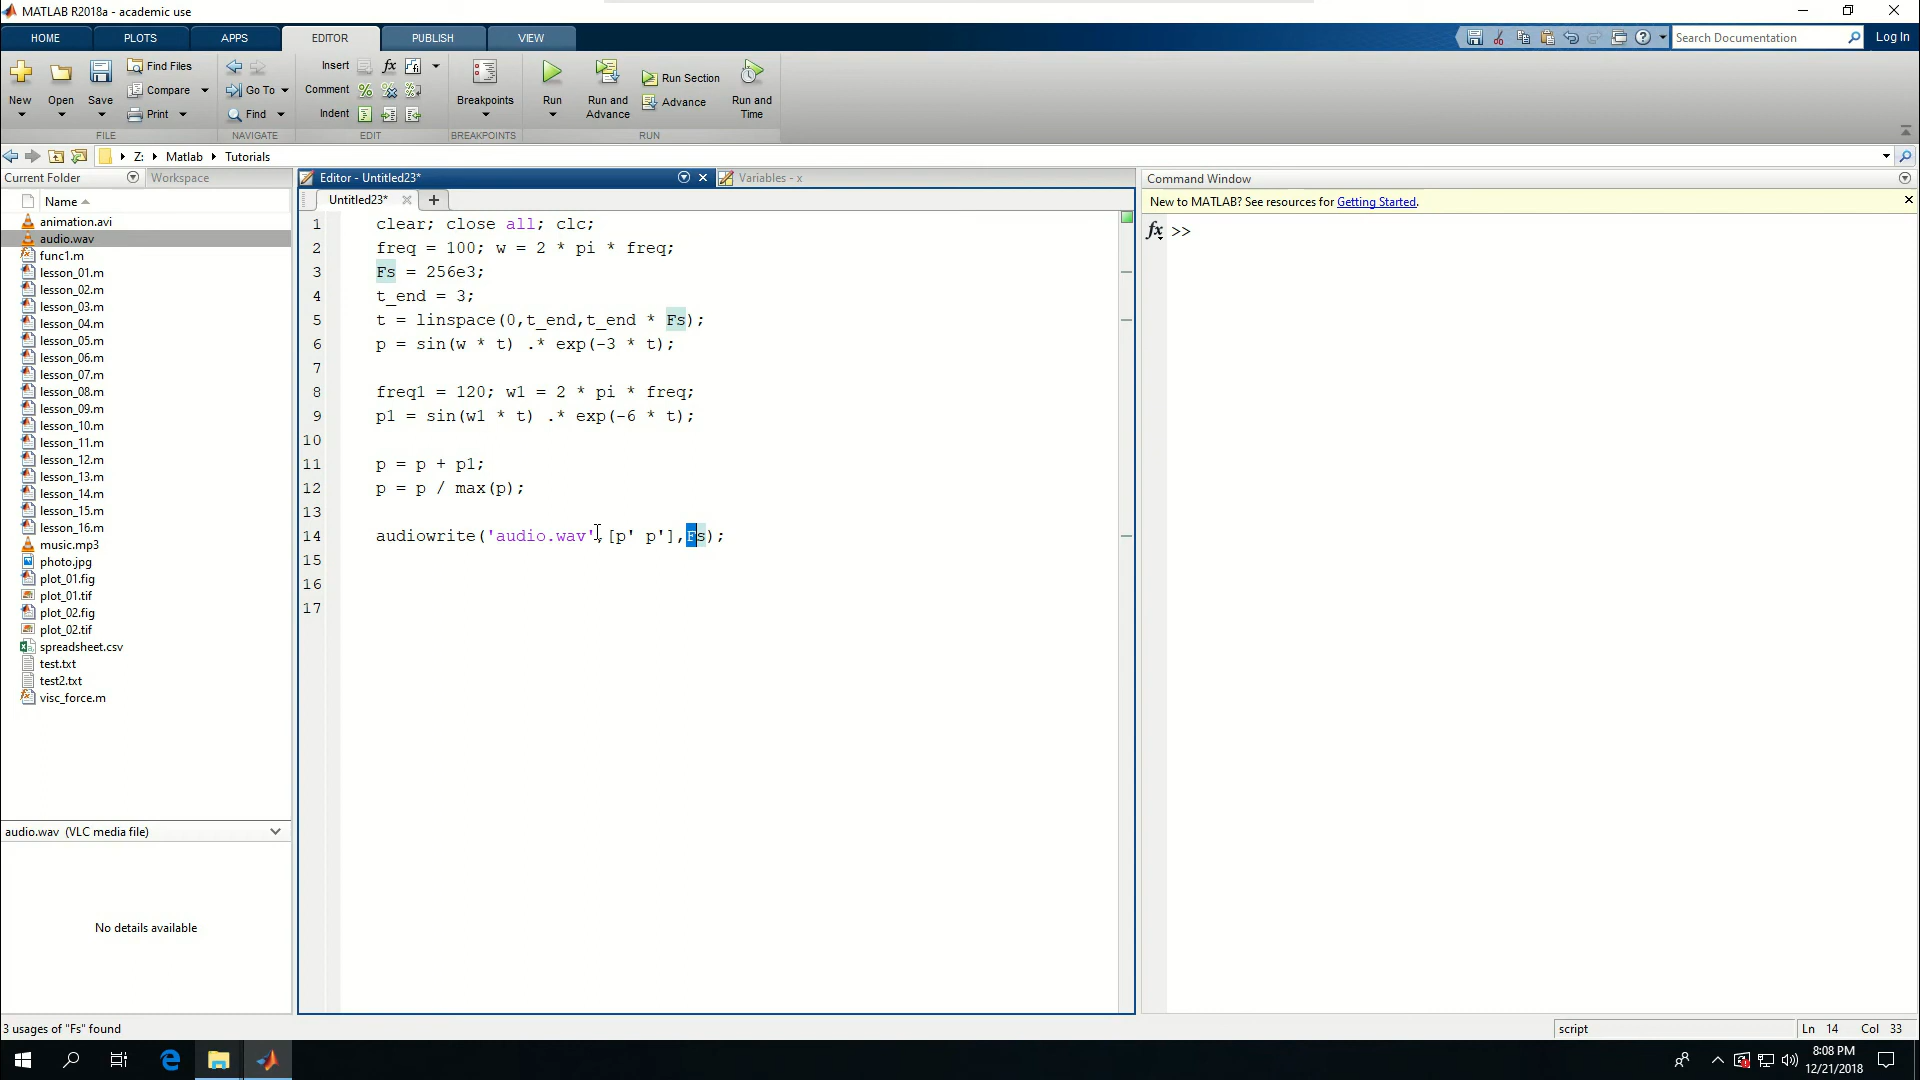 MATLAB R2018a - academic use
HOME PLOTS APPS EDITOR PUBLISH VIEW
Search Documentation
Log In
New
Open
Save
Find Files
Compare
Print
FILE
Go To
Find
NAVIGATE
Insert
Comment
Indent
EDIT
Breakpoints
BREAKPOINTS
Run
Run and
Advance
Run Section
Advance
Run and
Time
RUN
Z: Matlab Tutorials
Current Folder
Workspace
Name
animation.avi
audio.wav
func1.m
lesson_01.m
lesson_02.m
lesson_03.m
lesson_04.m
lesson_05.m
lesson_06.m
lesson_07.m
lesson_08.m
lesson_09.m
lesson_10.m
lesson_11.m
lesson_12.m
lesson_13.m
lesson_14.m
lesson_15.m
lesson_16.m
music.mp3
photo.jpg
plot_01.fig
plot_01.tif
plot_02.fig
plot_02.tif
spreadsheet.csv
test.txt
test2.txt
visc_force.m
audio.wav (VLC media file)
No details available
Editor - Untitled23*
Variables - x
Untitled23*
1 clear; close all; clc;
2 freq = 100; w = 2 * pi * freq;
3 Fs = 256e3;
4 t_end = 3;
5 t = linspace(0,t_end,t_end * Fs);
6 p = sin(w * t) .* exp(-3 * t);
7
8 freq1 = 120; w1 = 2 * pi * freq;
9 p1 = sin(w1 * t) .* exp(-6 * t);
10
11 p = p + p1;
12 p = p / max(p);
13
14 audiowrite('audio.wav',[p' p'],Fs);
15
16
17
Command Window
New to MATLAB? See resources for Getting Started.
fx >>
3 usages of "Fs" found
script
Ln 14 Col 33
8:08 PM
12/21/2018